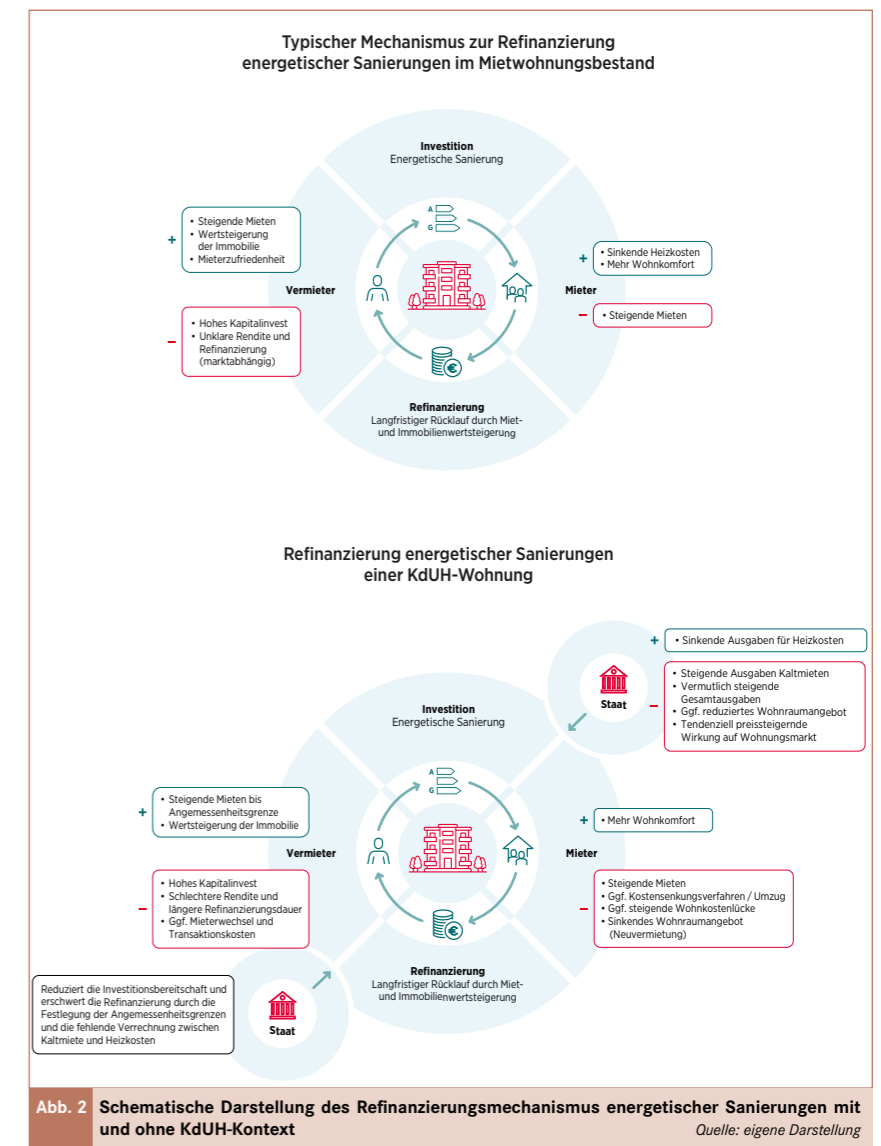 Typischer Mechanismus zur Refinanzierung
energetischer Sanierungen im Mietwohnungsbestand
Investition
Energetische Sanierung
+
• Steigende Mieten
• Wertsteigerung
der Immobilie
• Mieterzufriedenheit
A
G
+
• Sinkende Heizkosten
• Mehr Wohnkomfort
Vermieter
Mieter
–
• Hohes Kapitalinvest
• Unklare Rendite und
Refinanzierung
(marktabhängig)
–
• Steigende Mieten
€
Refinanzierung
Langfristiger Rücklauf durch Miet-
und Immobilienwertsteigerung
Refinanzierung energetischer Sanierungen
einer KdUH-Wohnung
+
• Sinkende Ausgaben für Heizkosten
Staat
–
• Steigende Ausgaben Kaltmieten
• Vermutlich steigende
Gesamtausgaben
• Ggf. reduziertes Wohnraumangebot
• Tendenziell preissteigernde
Wirkung auf Wohnungsmarkt
Investition
Energetische Sanierung
+
• Steigende Mieten bis
Angemessenheitsgrenze
• Wertsteigerung der Immobilie
A
G
+
• Mehr Wohnkomfort
Vermieter
Mieter
–
• Hohes Kapitalinvest
• Schlechtere Rendite und
längere Refinanzierungsdauer
• Ggf. Mieterwechsel und
Transaktionskosten
–
• Steigende Mieten
• Ggf. Kostensenkungsverfahren / Umzug
• Ggf. steigende Wohnkostenlücke
• Sinkendes Wohnraumangebot
(Neuvermietung)
€
Refinanzierung
Langfristiger Rücklauf durch Miet-
und Immobilienwertsteigerung
Reduziert die Investitionsbereitschaft und
erschwert die Refinanzierung durch die
Festlegung der Angemessenheitsgrenzen
und die fehlende Verrechnung zwischen
Kaltmiete und Heizkosten
Staat
Abb. 2 Schematische Darstellung des Refinanzierungsmechanismus energetischer Sanierungen mit
und ohne KdUH-Kontext Quelle: eigene Darstellung